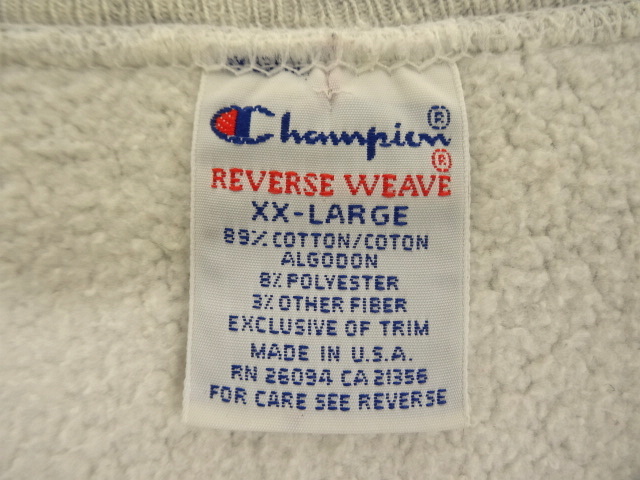 Champion®
REVERSE WEAVE®
XX-LARGE
89% COTTON/COTON
ALGODON
8% POLYESTER
3% OTHER FIBER
EXCLUSIVE OF TRIM
MADE IN U.S.A.
RN 26094 CA 21356
FOR CARE SEE REVERSE